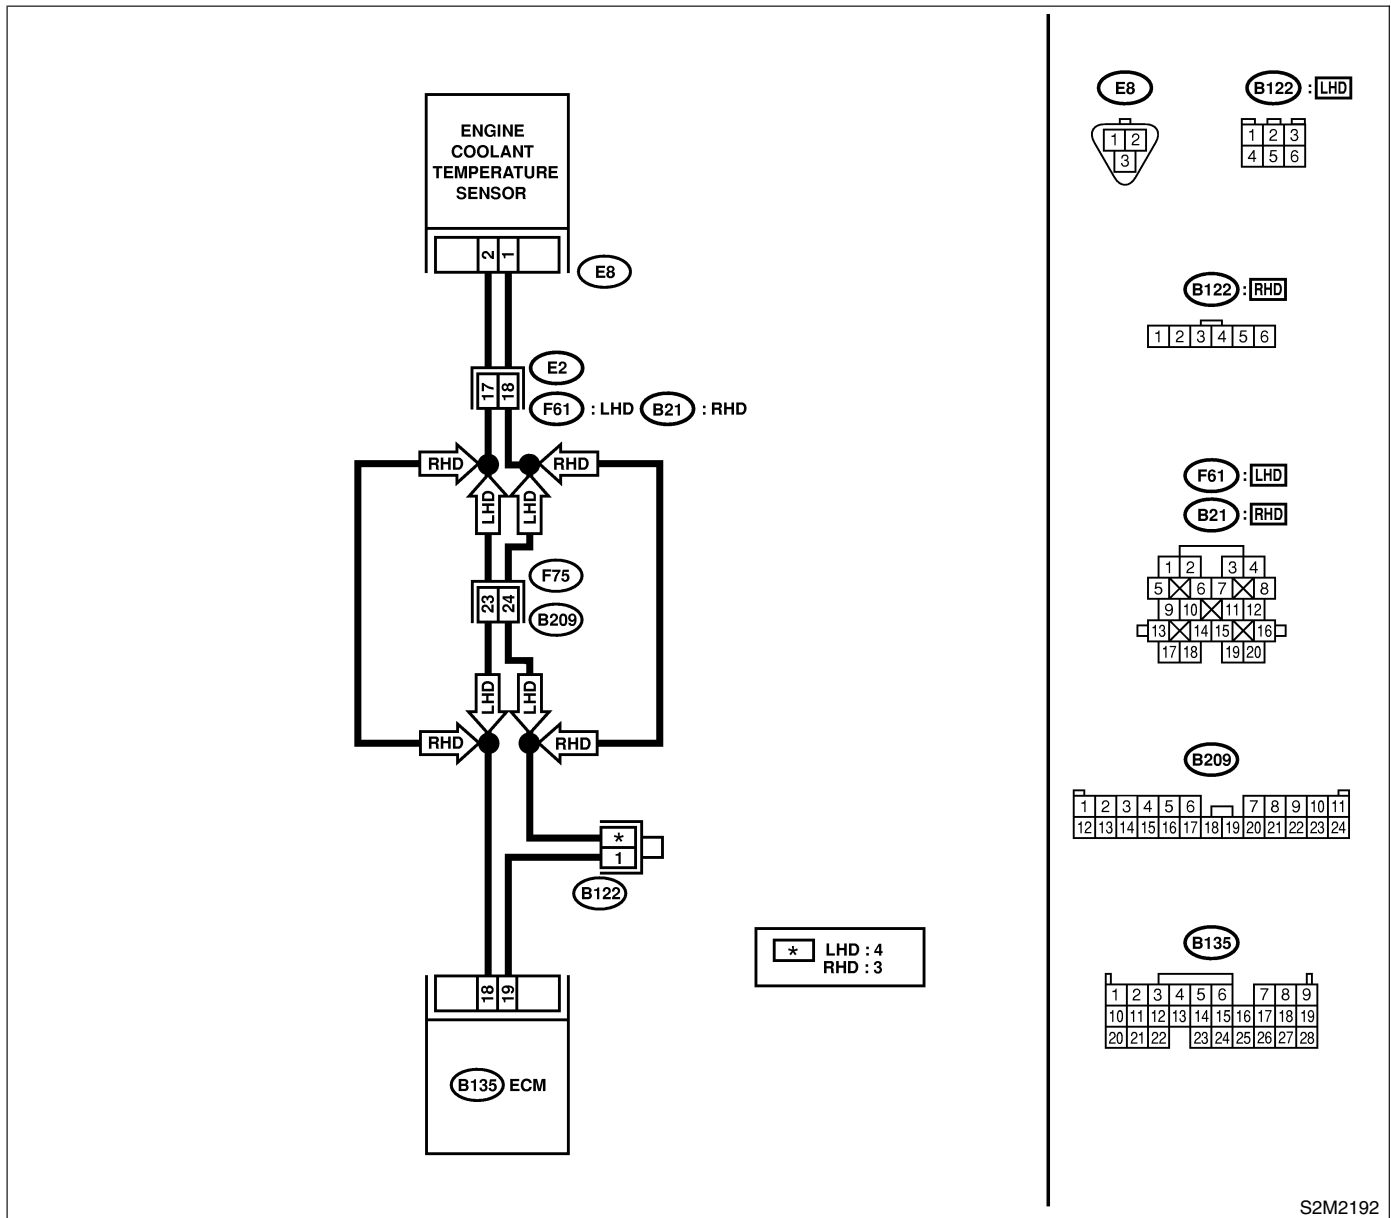 ENGINE
COOLANT
TEMPERATURE
SENSOR
2 1
E8
E2
17 18
F61 : LHD B21 : RHD
RHD RHD
LHD LHD
F75
23 24
B209
LHD LHD
RHD RHD
*
1
B122
* LHD : 4
RHD : 3
18 19
B135 ECM
E8
1 2
3
B122 : LHD
1 2 3
4 5 6
B122 : RHD
1 2 3 4 5 6
F61 : LHD
B21 : RHD
1 2 3 4
5 6 7 8
9 10 11 12
13 14 15 16
17 18 19 20
B209
1 2 3 4 5 6 7 8 9 10 11
12 13 14 15 16 17 18 19 20 21 22 23 24
B135
1 2 3 4 5 6 7 8 9
10 11 12 13 14 15 16 17 18 19
20 21 22 23 24 25 26 27 28
S2M2192